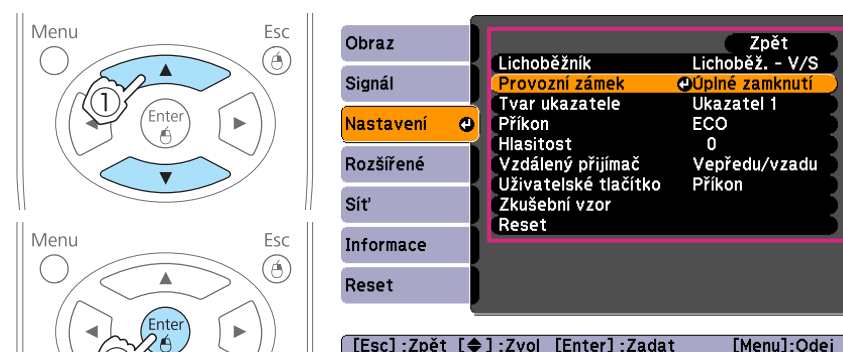 Menu
Esc
1
Enter
Menu
Esc
Enter
Obraz
Signál
Nastavení
Rozšířené
Síť
Informace
Reset
Zpět
Lichoběžník Lichoběž. - V/S
Provozní zámek Úplné zamknutí
Tvar ukazatele Ukazatel 1
Příkon ECO
Hlasitost 0
Vzdálený přijímač Vepředu/vzadu
Uživatelské tlačítko Příkon
Zkušební vzor
Reset
[Esc] :Zpět [◆] :Zvol [Enter] :Zadat [Menu]:Odej